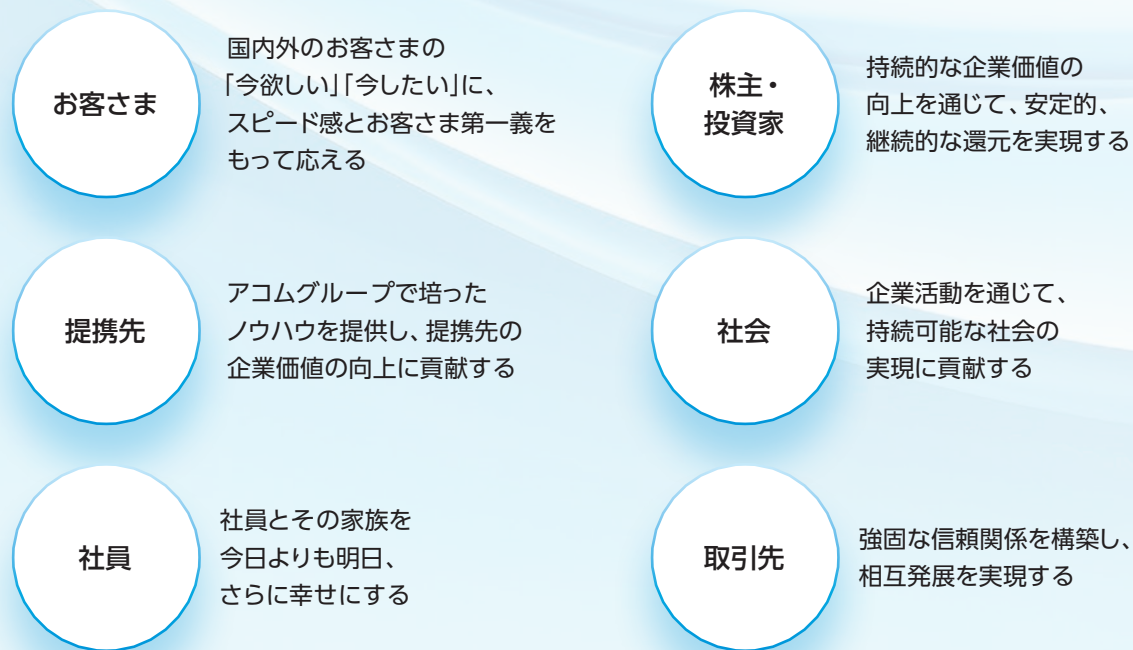 お客さま
国内外のお客さまの
「今欲しい」「今したい」に、
スピード感とお客さま第一義を
もって応える
株主・
投資家
持続的な企業価値の
向上を通じて、安定的、
継続的な還元を実現する
提携先
アコムグループで培った
ノウハウを提供し、提携先の
企業価値の向上に貢献する
社会
企業活動を通じて、
持続可能な社会の
実現に貢献する
社員
社員とその家族を
今日よりも明日、
さらに幸せにする
取引先
強固な信頼関係を構築し、
相互発展を実現する